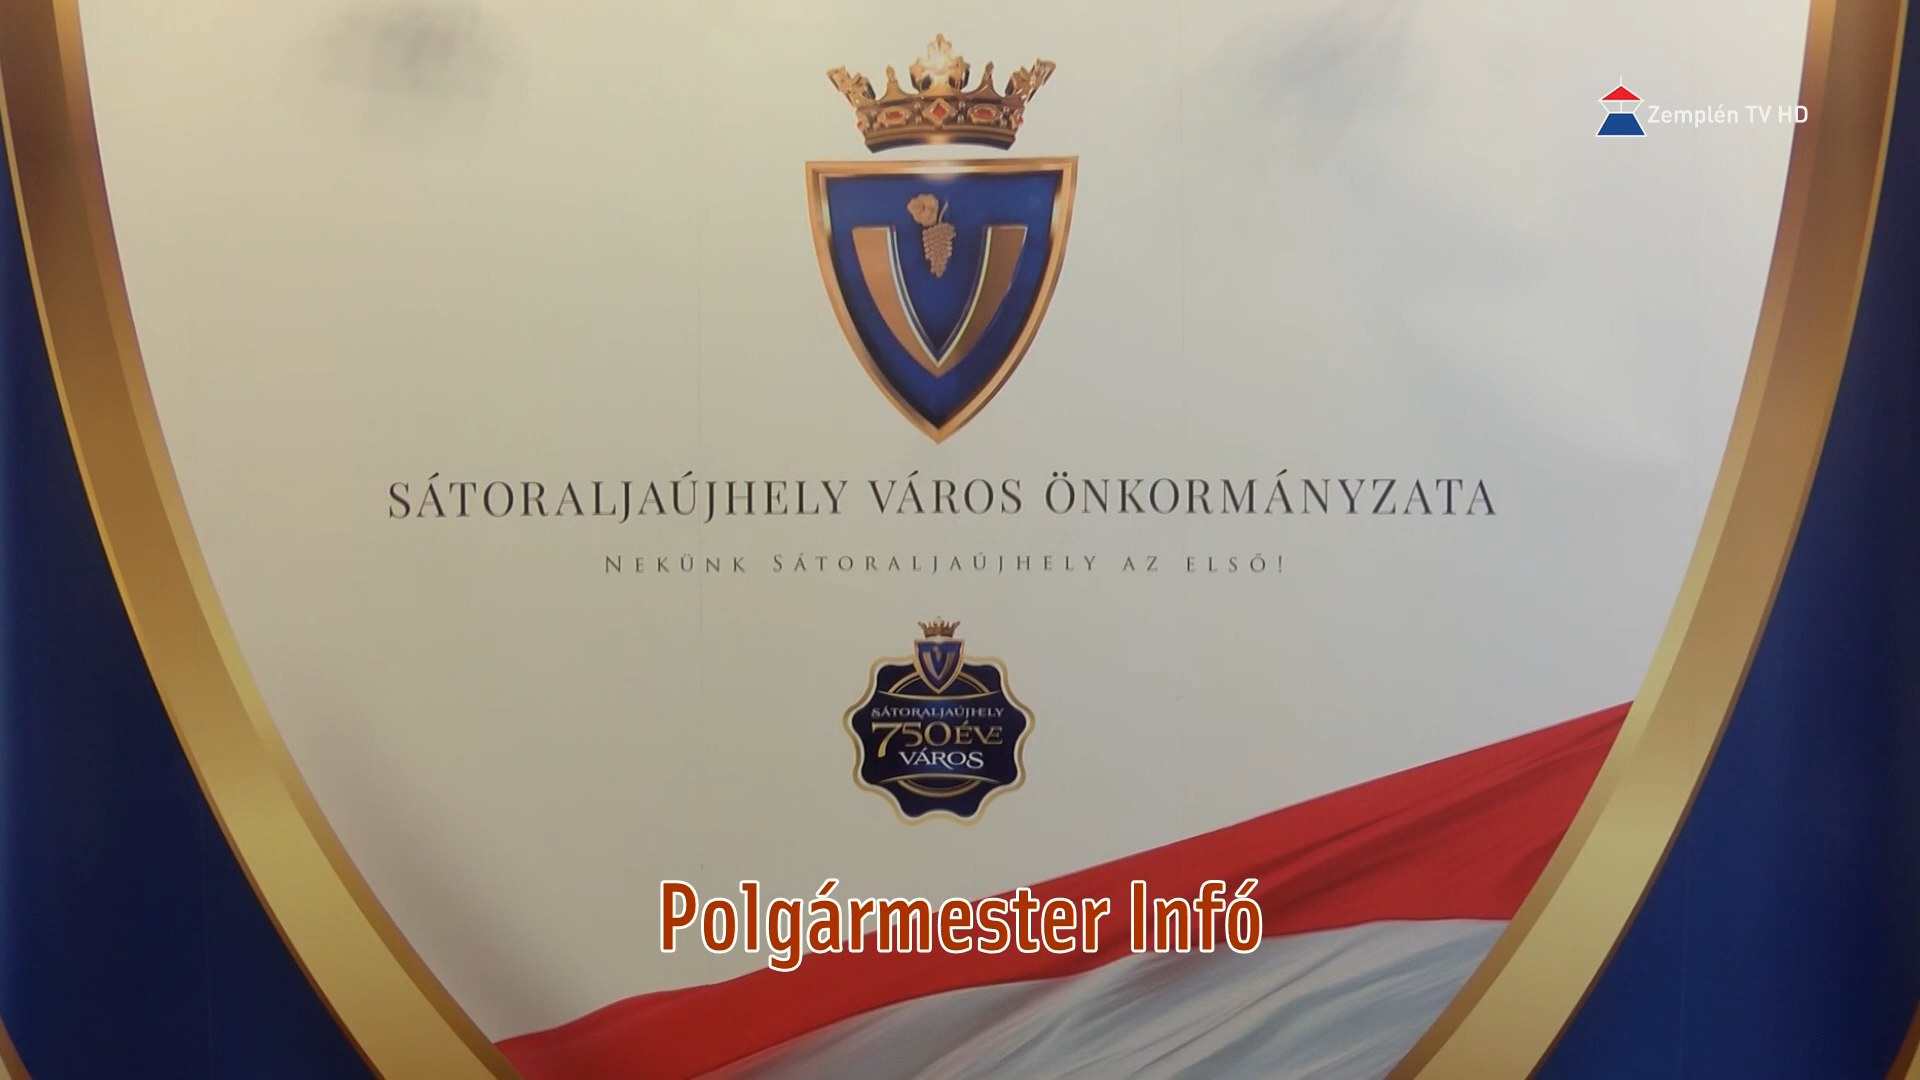 Zemplén TV HD
SÁTORALJAÚJHELY VÁROS ÖNKORMÁNYZATA
NEKÜNK SÁTORALJAÚJHELY AZ ELSŐ!
SÁTORALJAÚJHELY
750 ÉVE
VÁROS
Polgármester Infó